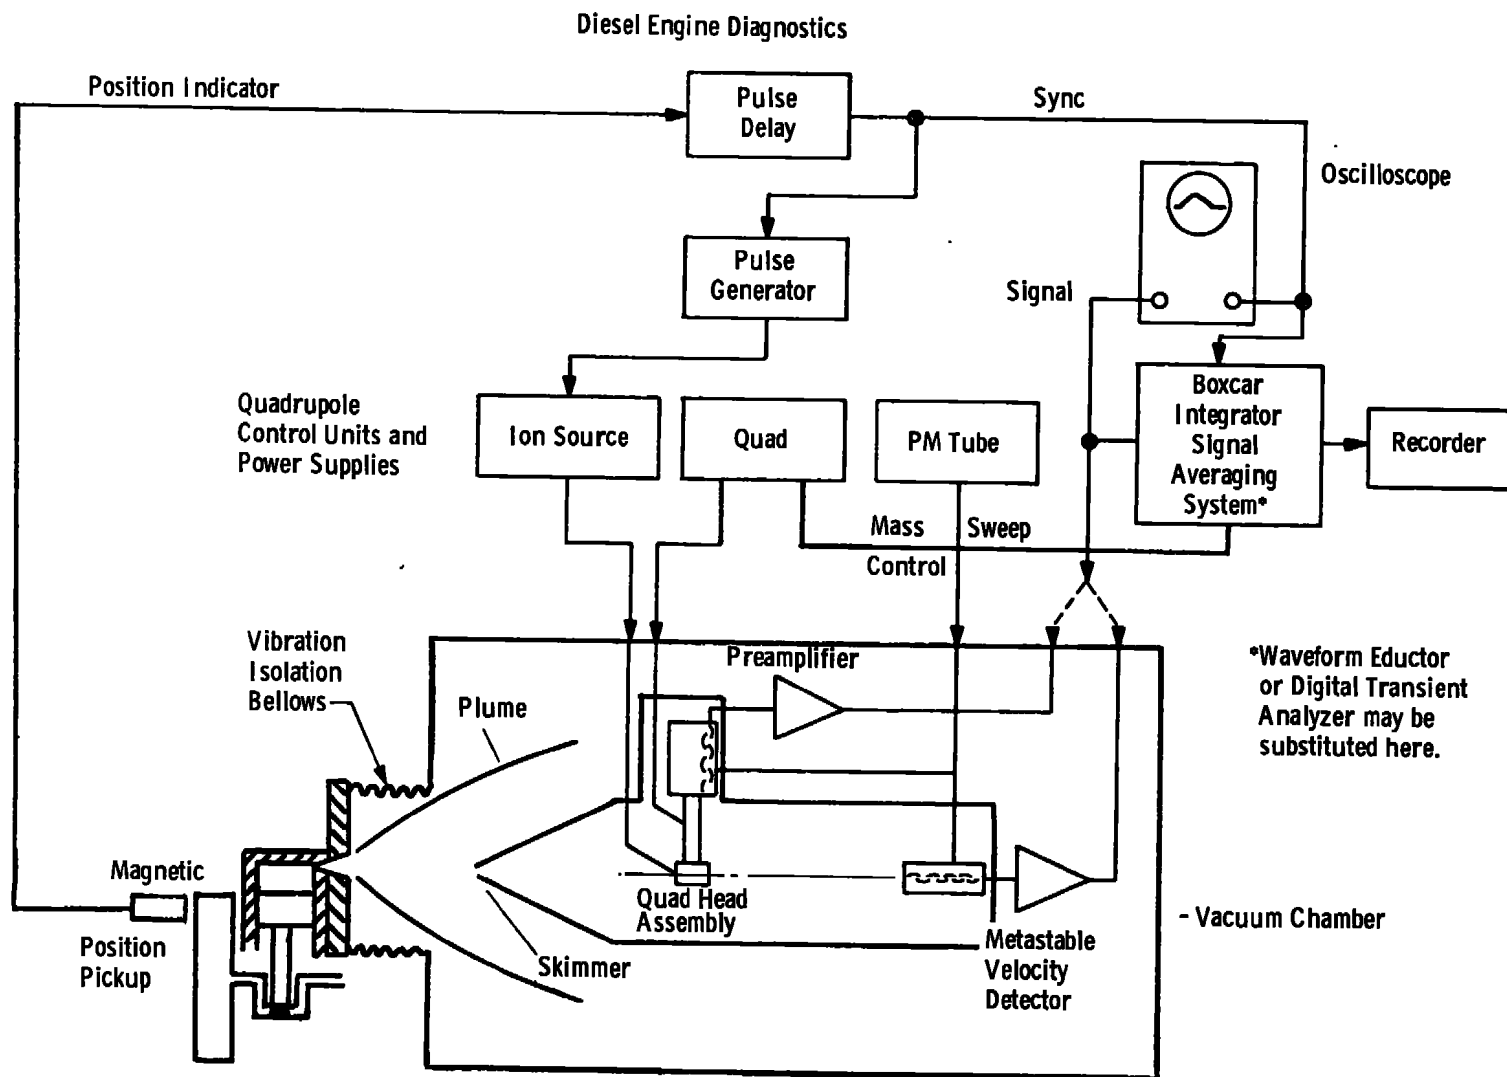 Diesel Engine Diagnostics
Position Indicator
Pulse
Delay
Sync
Oscilloscope
Pulse
Generator
Signal
Quadrupole
Control Units and
Power Supplies
Ion Source
Quad
PM Tube
Boxcar
Integrator
Signal
Averaging
System*
Recorder
Mass Sweep
Control
Vibration
Isolation
Bellows
Plume
Preamplifier
*Waveform Eductor
or Digital Transient
Analyzer may be
substituted here.
Magnetic
Position
Pickup
Quad Head
Assembly
Skimmer
Metastable
Velocity
Detector
- Vacuum Chamber